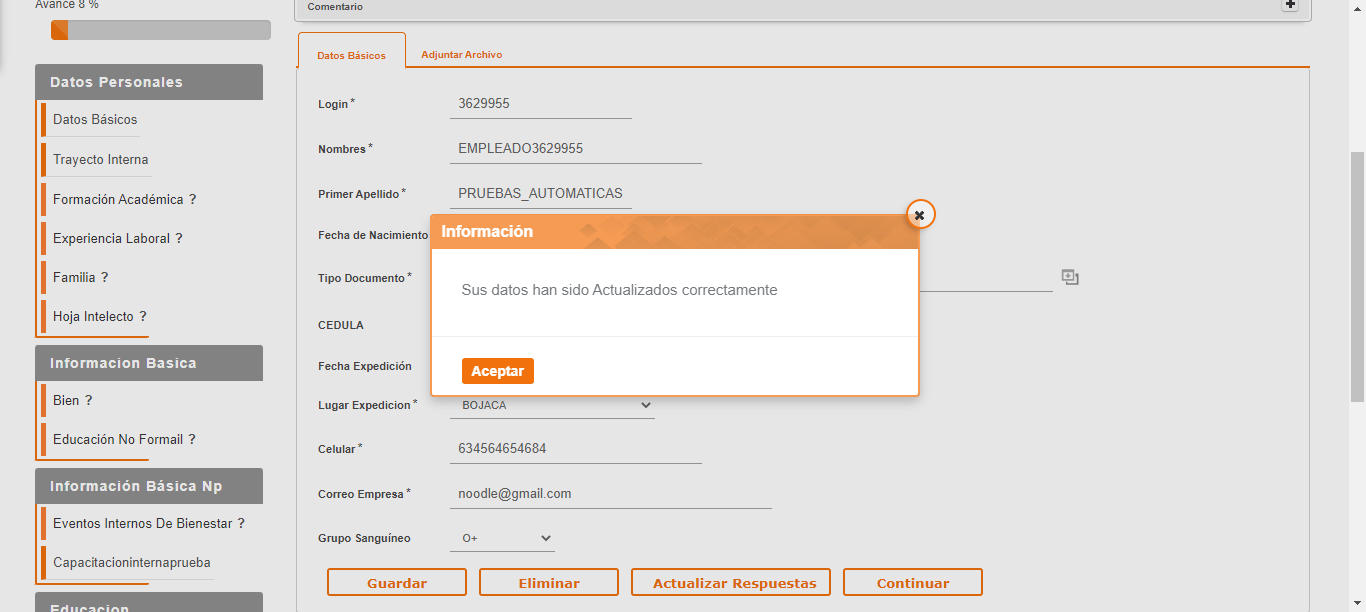 Avance 8 %
Datos Personales
Datos Básicos
Trayecto Interna
Formación Académica ?
Experiencia Laboral ?
Familia ?
Hoja Intelecto ?
Informacion Basica
Bien ?
Educación No Formail ?
Información Básica Np
Eventos Internos De Bienestar ?
Capacitacioninternaprueba
Educacion
Comentario
Datos Básicos
Adjuntar Archivo
Login* 3629955
Nombres* EMPLEADO3629955
Primer Apellido* PRUEBAS_AUTOMATICAS
Fecha de Nacimiento
Tipo Documento*
CEDULA
Fecha Expedición
Lugar Expedicion* BOJACA
Celular* 634564654684
Correo Empresa* noodle@gmail.com
Grupo Sanguíneo O+
Guardar
Eliminar
Actualizar Respuestas
Continuar
Información
Sus datos han sido Actualizados correctamente
Aceptar